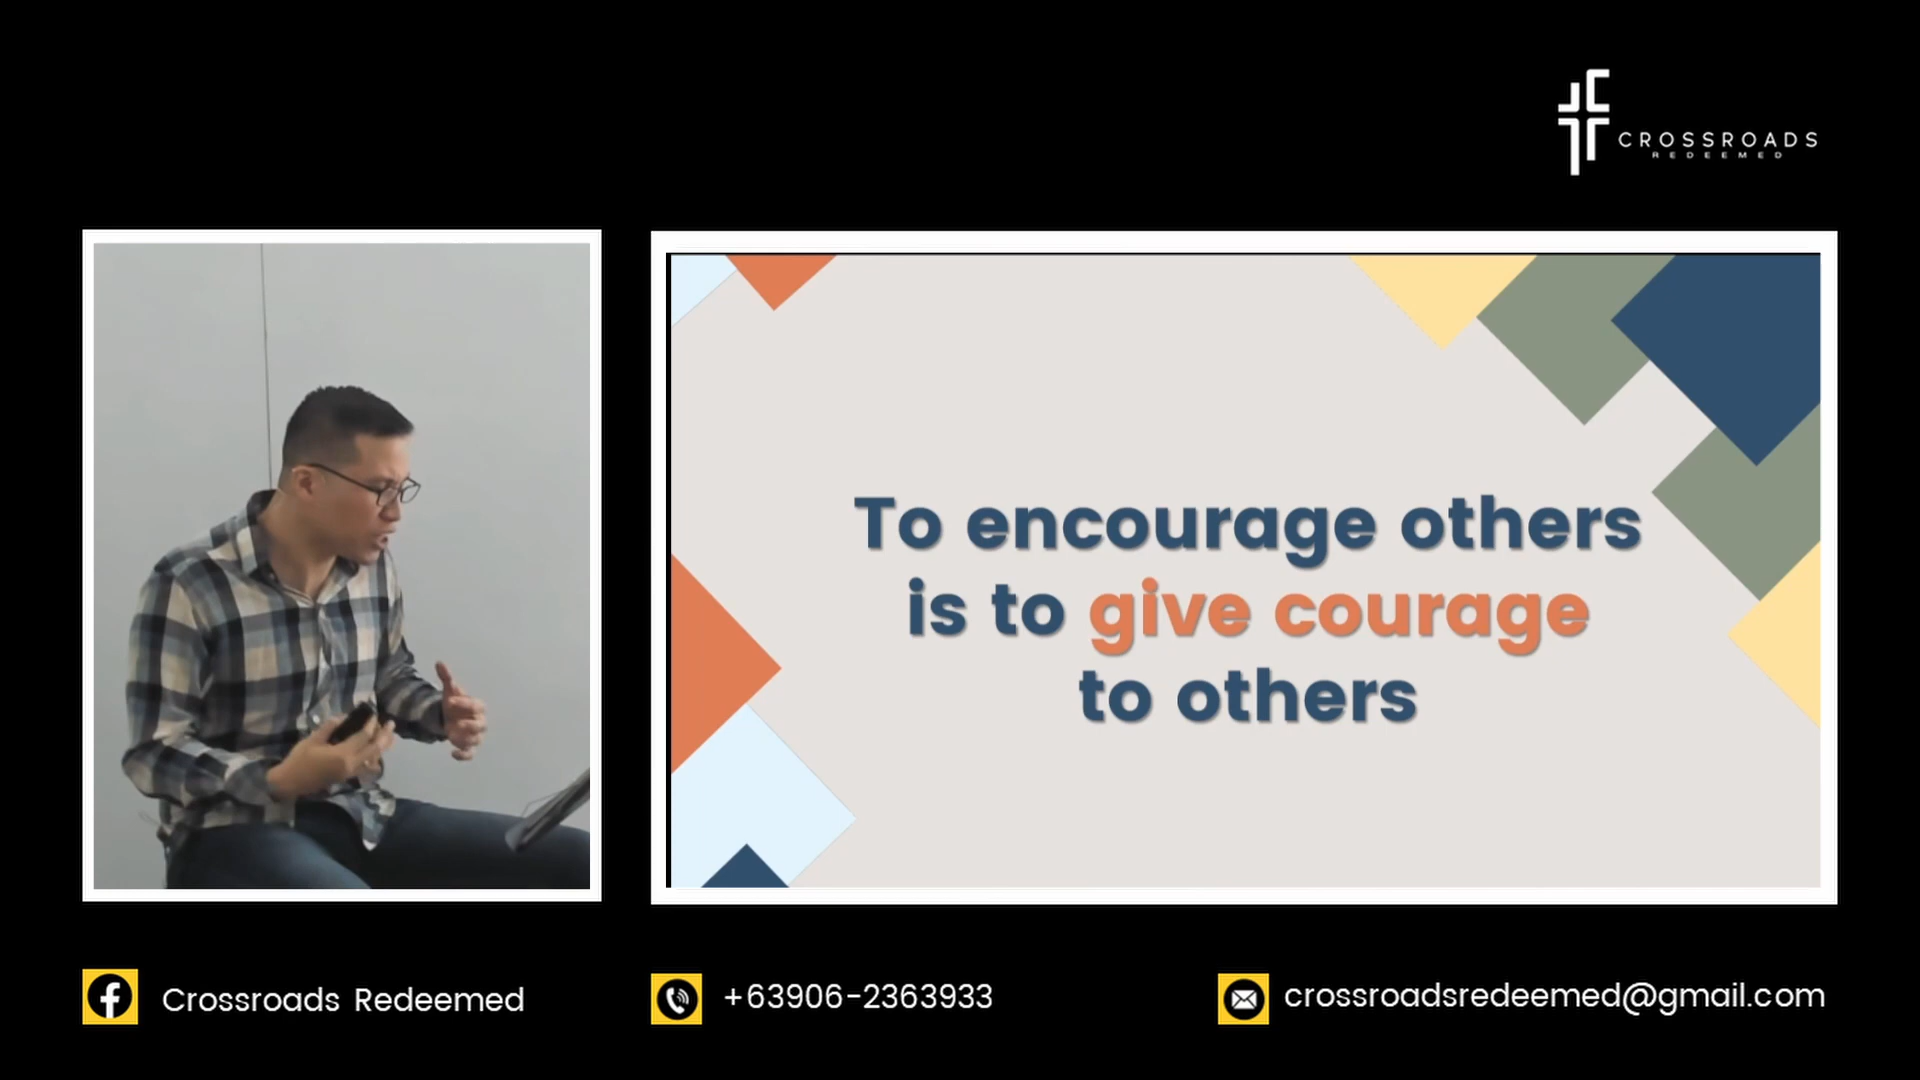 CROSSROADS
REDEEMED
To encourage others
is to give courage
to others
Crossroads Redeemed
+63906-2363933
crossroadsredeemed@gmail.com